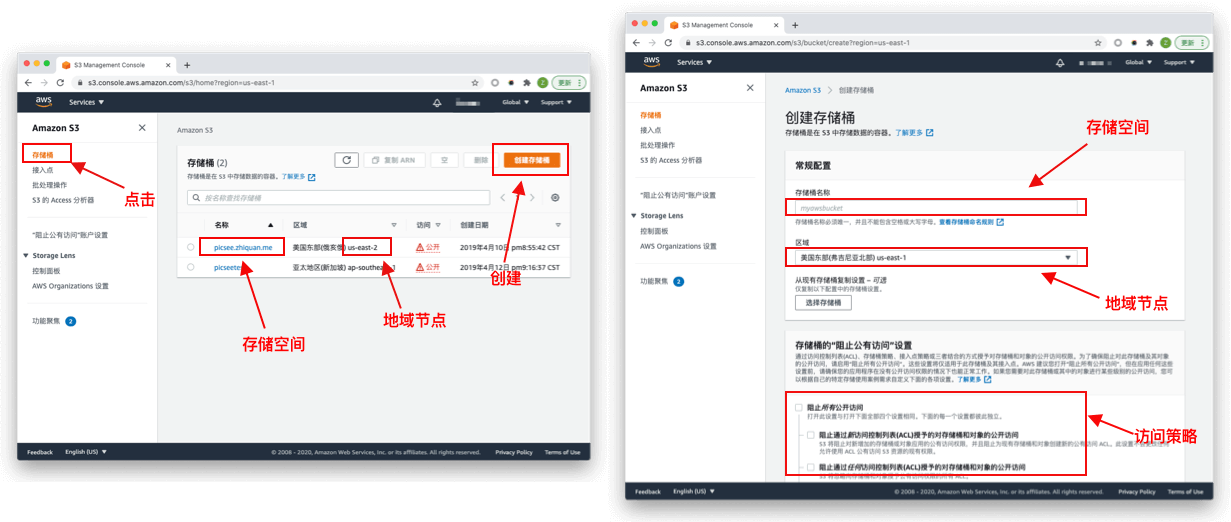 S3 Management Console
s3.console.aws.amazon.com/s3/home?region=us-east-1
更新
aws
Services
Global
Support
Amazon S3
存储桶
接入点
批处理操作
S3 的 Access 分析器
点击
"阻止公有访问"账户设置
Storage Lens
控制面板
AWS Organizations 设置
功能聚焦 2
Amazon S3
存储桶 (2)
复制 ARN
空
删除
创建存储桶
存储桶是在 S3 中存储数据的容器。了解更多
按名称查找存储桶
名称
区域
访问
创建日期
picsee.zhiquan.me
美国东部(俄亥俄) us-east-2
公开
2019年4月10日 pm8:55:42 CST
picseete
亚太地区(新加坡) ap-southeast-1
公开
2019年4月12日 pm9:16:37 CST
创建
地域节点
存储空间
Feedback
English (US)
© 2008 - 2020, Amazon Web Services, Inc. or its affiliates. All rights reserved.
Privacy Policy
Terms of Use
S3 Management Console
s3.console.aws.amazon.com/s3/bucket/create?region=us-east-1
更新
aws
Services
Global
Support
Amazon S3
存储桶
接入点
批处理操作
S3 的 Access 分析器
"阻止公有访问"账户设置
Storage Lens
控制面板
AWS Organizations 设置
功能聚焦 2
Amazon S3 > 创建存储桶
创建存储桶
存储桶是在 S3 中存储数据的容器。了解更多
存储空间
常规配置
存储桶名称
myawsbucket
存储桶名称必须唯一，并且不能包含空格或大写字母。查看存储桶命名规则
区域
美国东部(弗吉尼亚北部) us-east-1
地域节点
从现有存储桶复制设置 – 可选
仅复制以下配置中的存储桶设置。
选择存储桶
存储桶的"阻止公有访问"设置
通过访问控制列表(ACL)、存储桶策略、接入点策略或三者结合的方式授予对存储桶和对象的公开访问权限。为了确保阻止对此存储桶及其对象
的公开访问，请启用"阻止所有公开访问"。这些设置将仅适用于此存储桶及其接入点。AWS 建议您打开"阻止所有公开访问"，但在应用任何这些
设置前，请确保您的应用程序在没有公开访问权限的情况下也能正常工作。如果您需要对此存储桶或其中的对象进行某些级别的公开访问，您可
以根据自己的特定存储使用案例需求自定义下面的各项设置。了解更多
阻止所有公开访问
打开此设置与打开下面全部四个设置相同。下面的每一个设置都彼此独立。
阻止通过新访问控制列表(ACL)授予的对存储桶和对象的公开访问
S3 将阻止对新增加的存储桶或对象应用的公有访问权限，并且阻止为现有存储桶和对象创建新的公有访问 ACL。此设置
允许使用 ACL 公有访问 S3 资源的现有权限。
访问策略
阻止通过任何访问控制列表(ACL)授予的对存储桶和对象的公开访问
Feedback
English (US)
© 2008 - 2020, Amazon Web Services, Inc. or its affiliates. All rights reserved.
Privacy Policy
Terms of Use